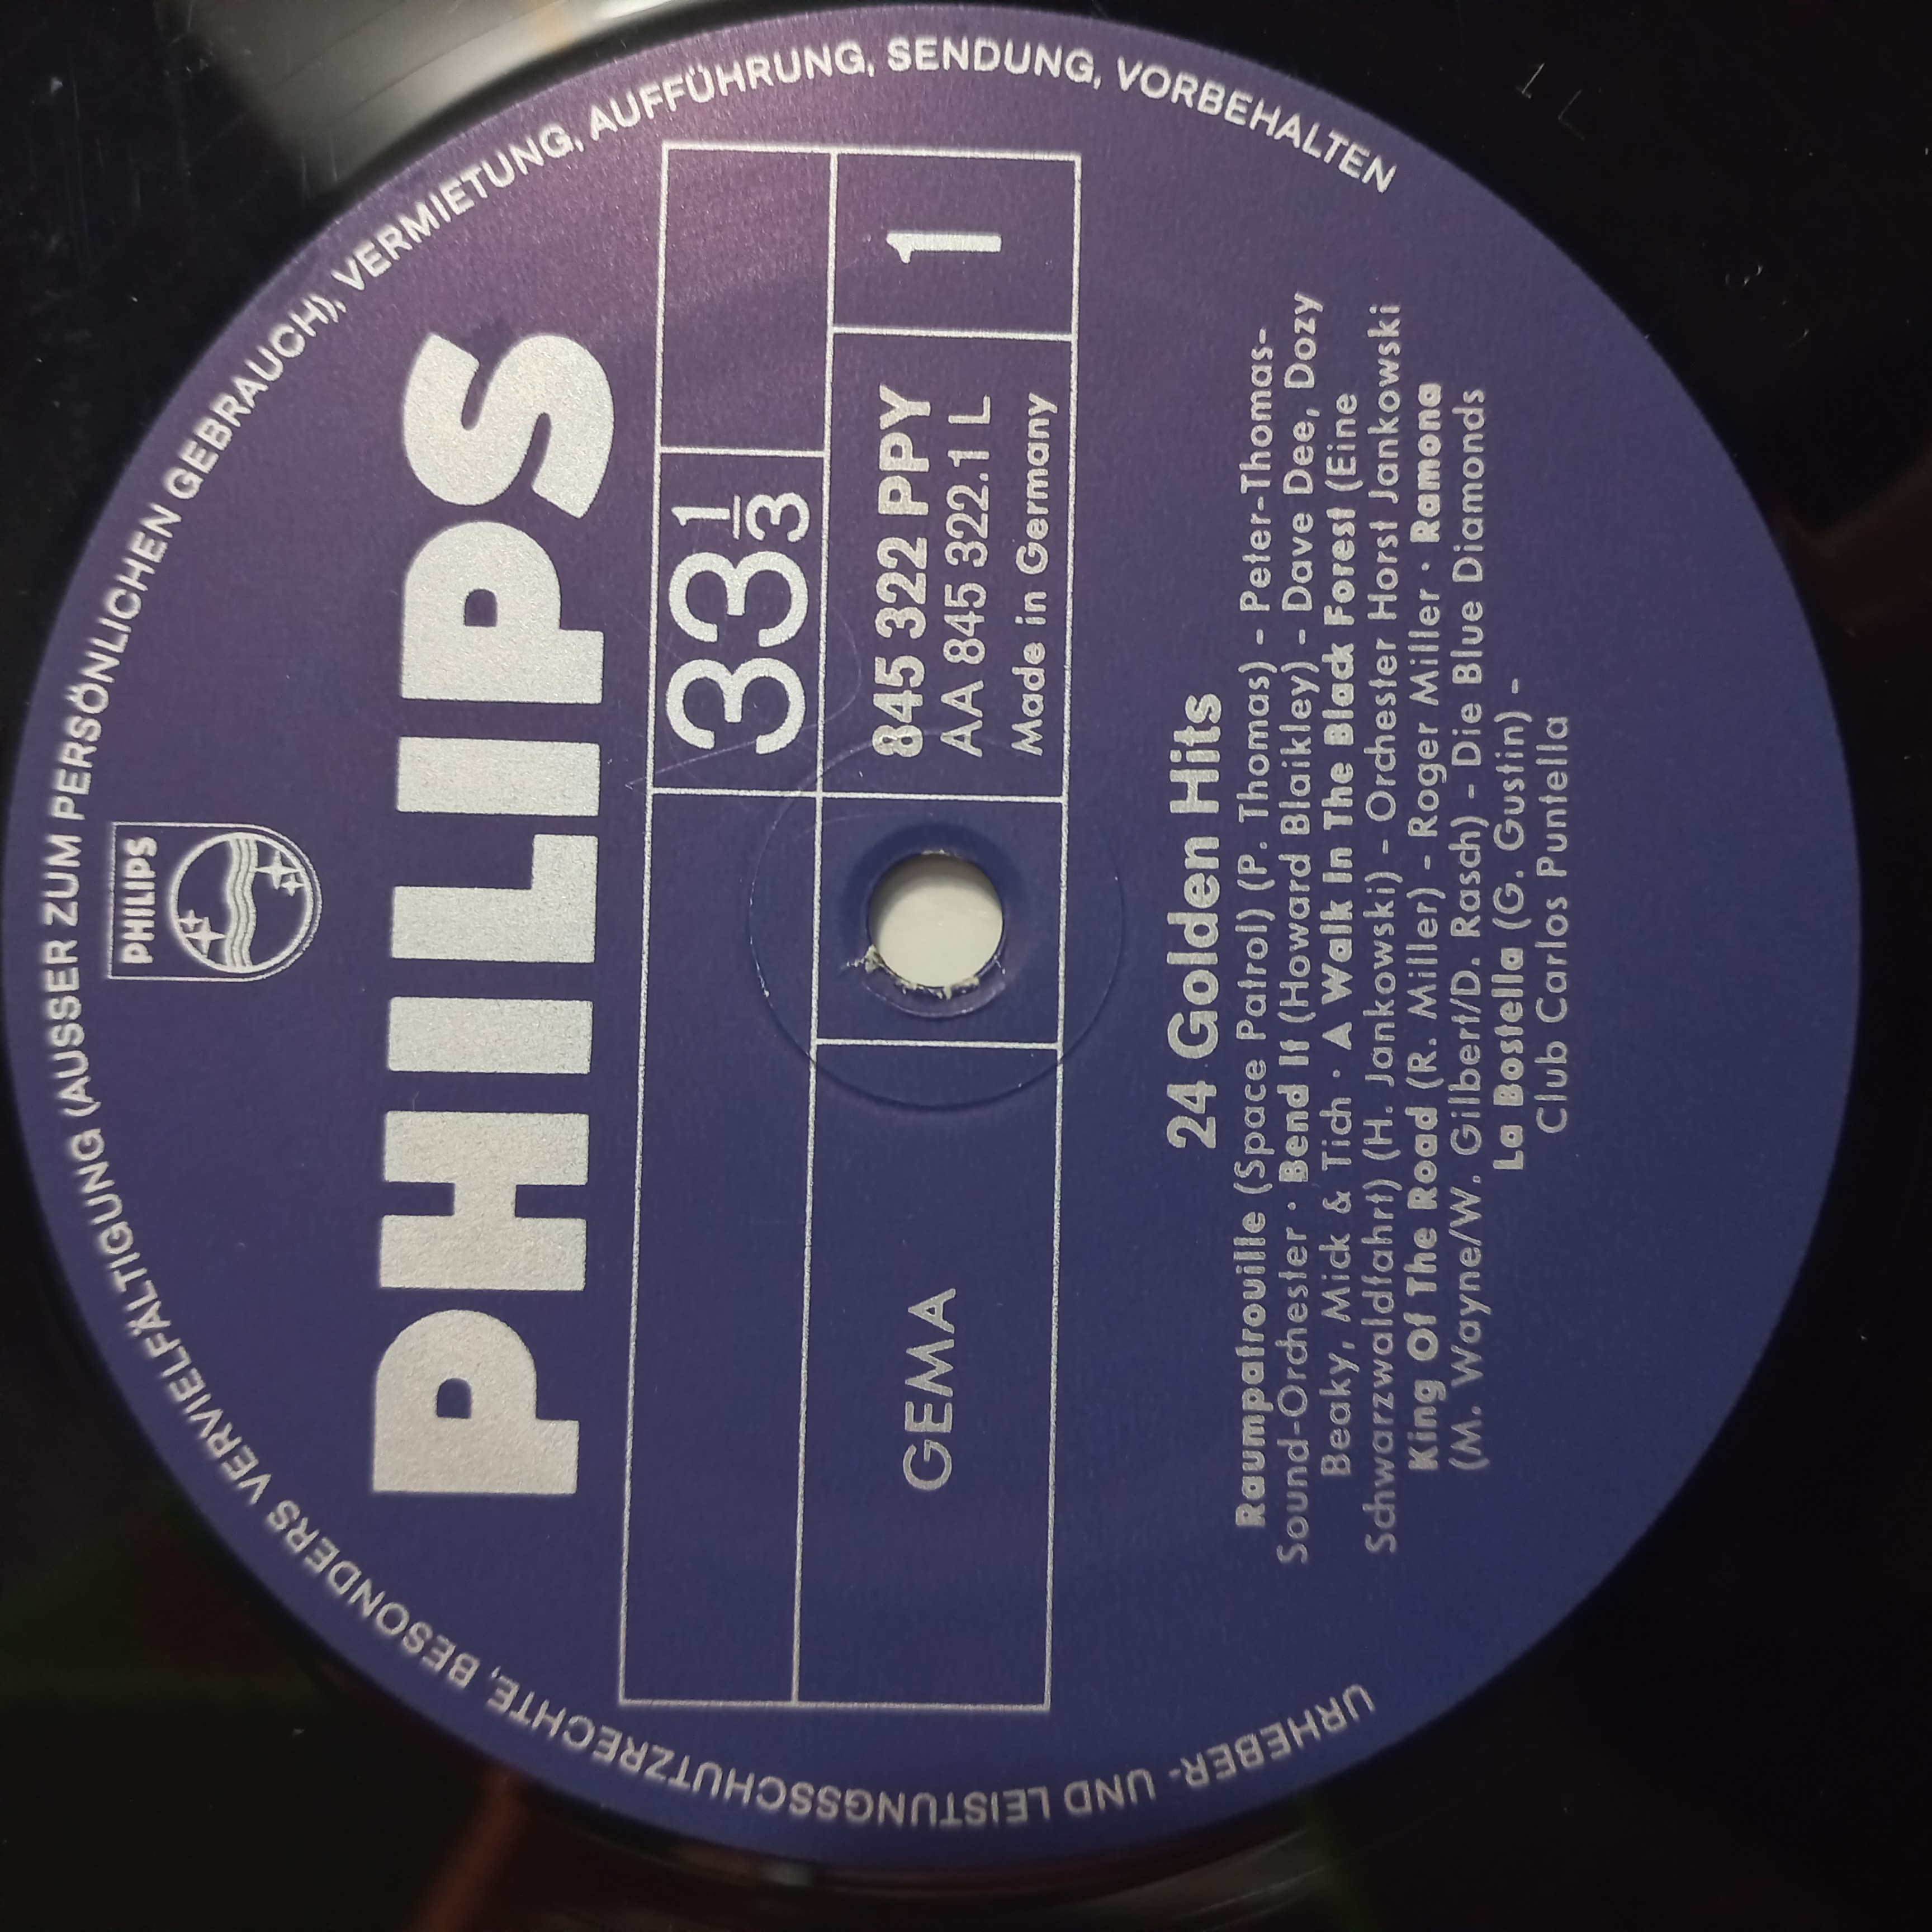 URHEBER- UND LEISTUNGSSCHUTZRECHTE, BESONDERS VERVIELFÄLTIGUNG (AUSSER ZUM PERSÖNLICHEN GEBRAUCH), VERMIETUNG, AUFFÜHRUNG, SENDUNG, VORBEHALTEN
PHILIPS
PHILIPS
33 1/3
GEMA
845 322 PPY
1
AA 845 322.1 L
Made in Germany
24 Golden Hits
Raumpatrouille (Space Patrol) (P. Thomas) - Peter-Thomas-
Sound-Orchester · Bend It (Howard Blaikley) - Dave Dee, Dozy
Beaky, Mick & Tich · A Walk In The Black Forest (Eine
Schwarzwaldfahrt) (H. Jankowski) - Orchester Horst Jankowski
King Of The Road (R. Miller) - Roger Miller · Ramona
(M. Wayne/W. Gilbert/D. Rasch) - Die Blue Diamonds
La Bostella (G. Gustin) -
Club Carlos Puntella